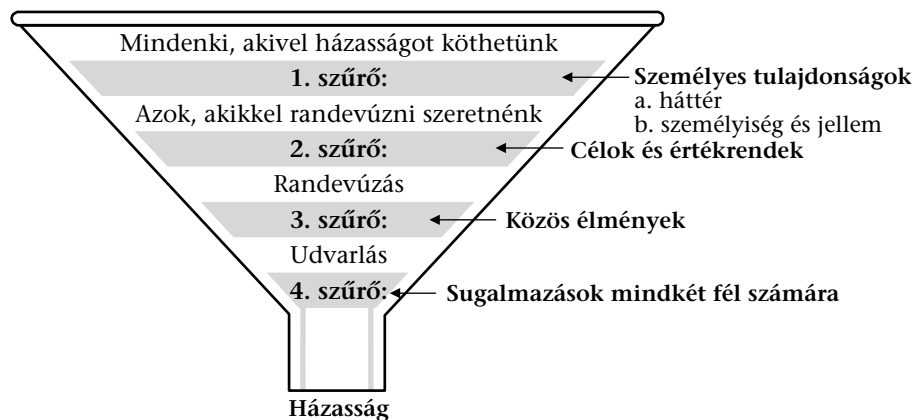 Mindenki, akivel házasságot köthetünk
1. szűrő:
Személyes tulajdonságok
a. háttér
b. személyiség és jellem
Azok, akikkel randevúzni szeretnénk
2. szűrő:
Célok és értékrendek
Randevúzás
3. szűrő:
Közös élmények
Udvarlás
4. szűrő:
Sugalmazások mindkét fél számára
Házasság